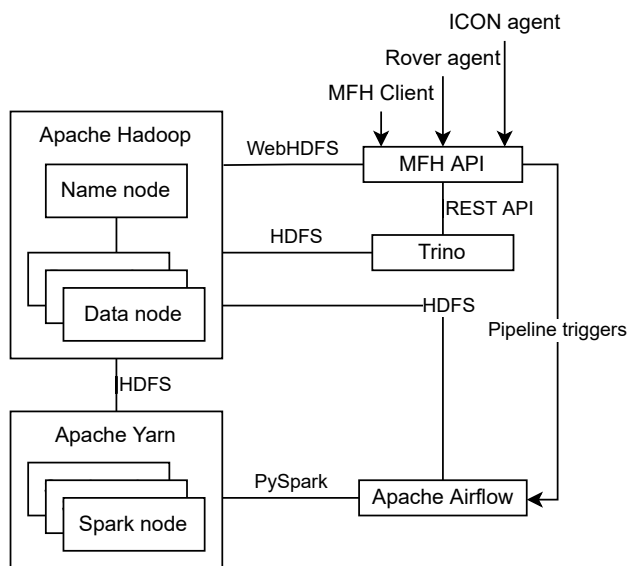 ICON agent
Rover agent
MFH Client
Apache Hadoop
WebHDFS
MFH API
Name node
REST API
HDFS
Trino
Data node
HDFS
Pipeline triggers
HDFS
Apache Yarn
PySpark
Apache Airflow
Spark node